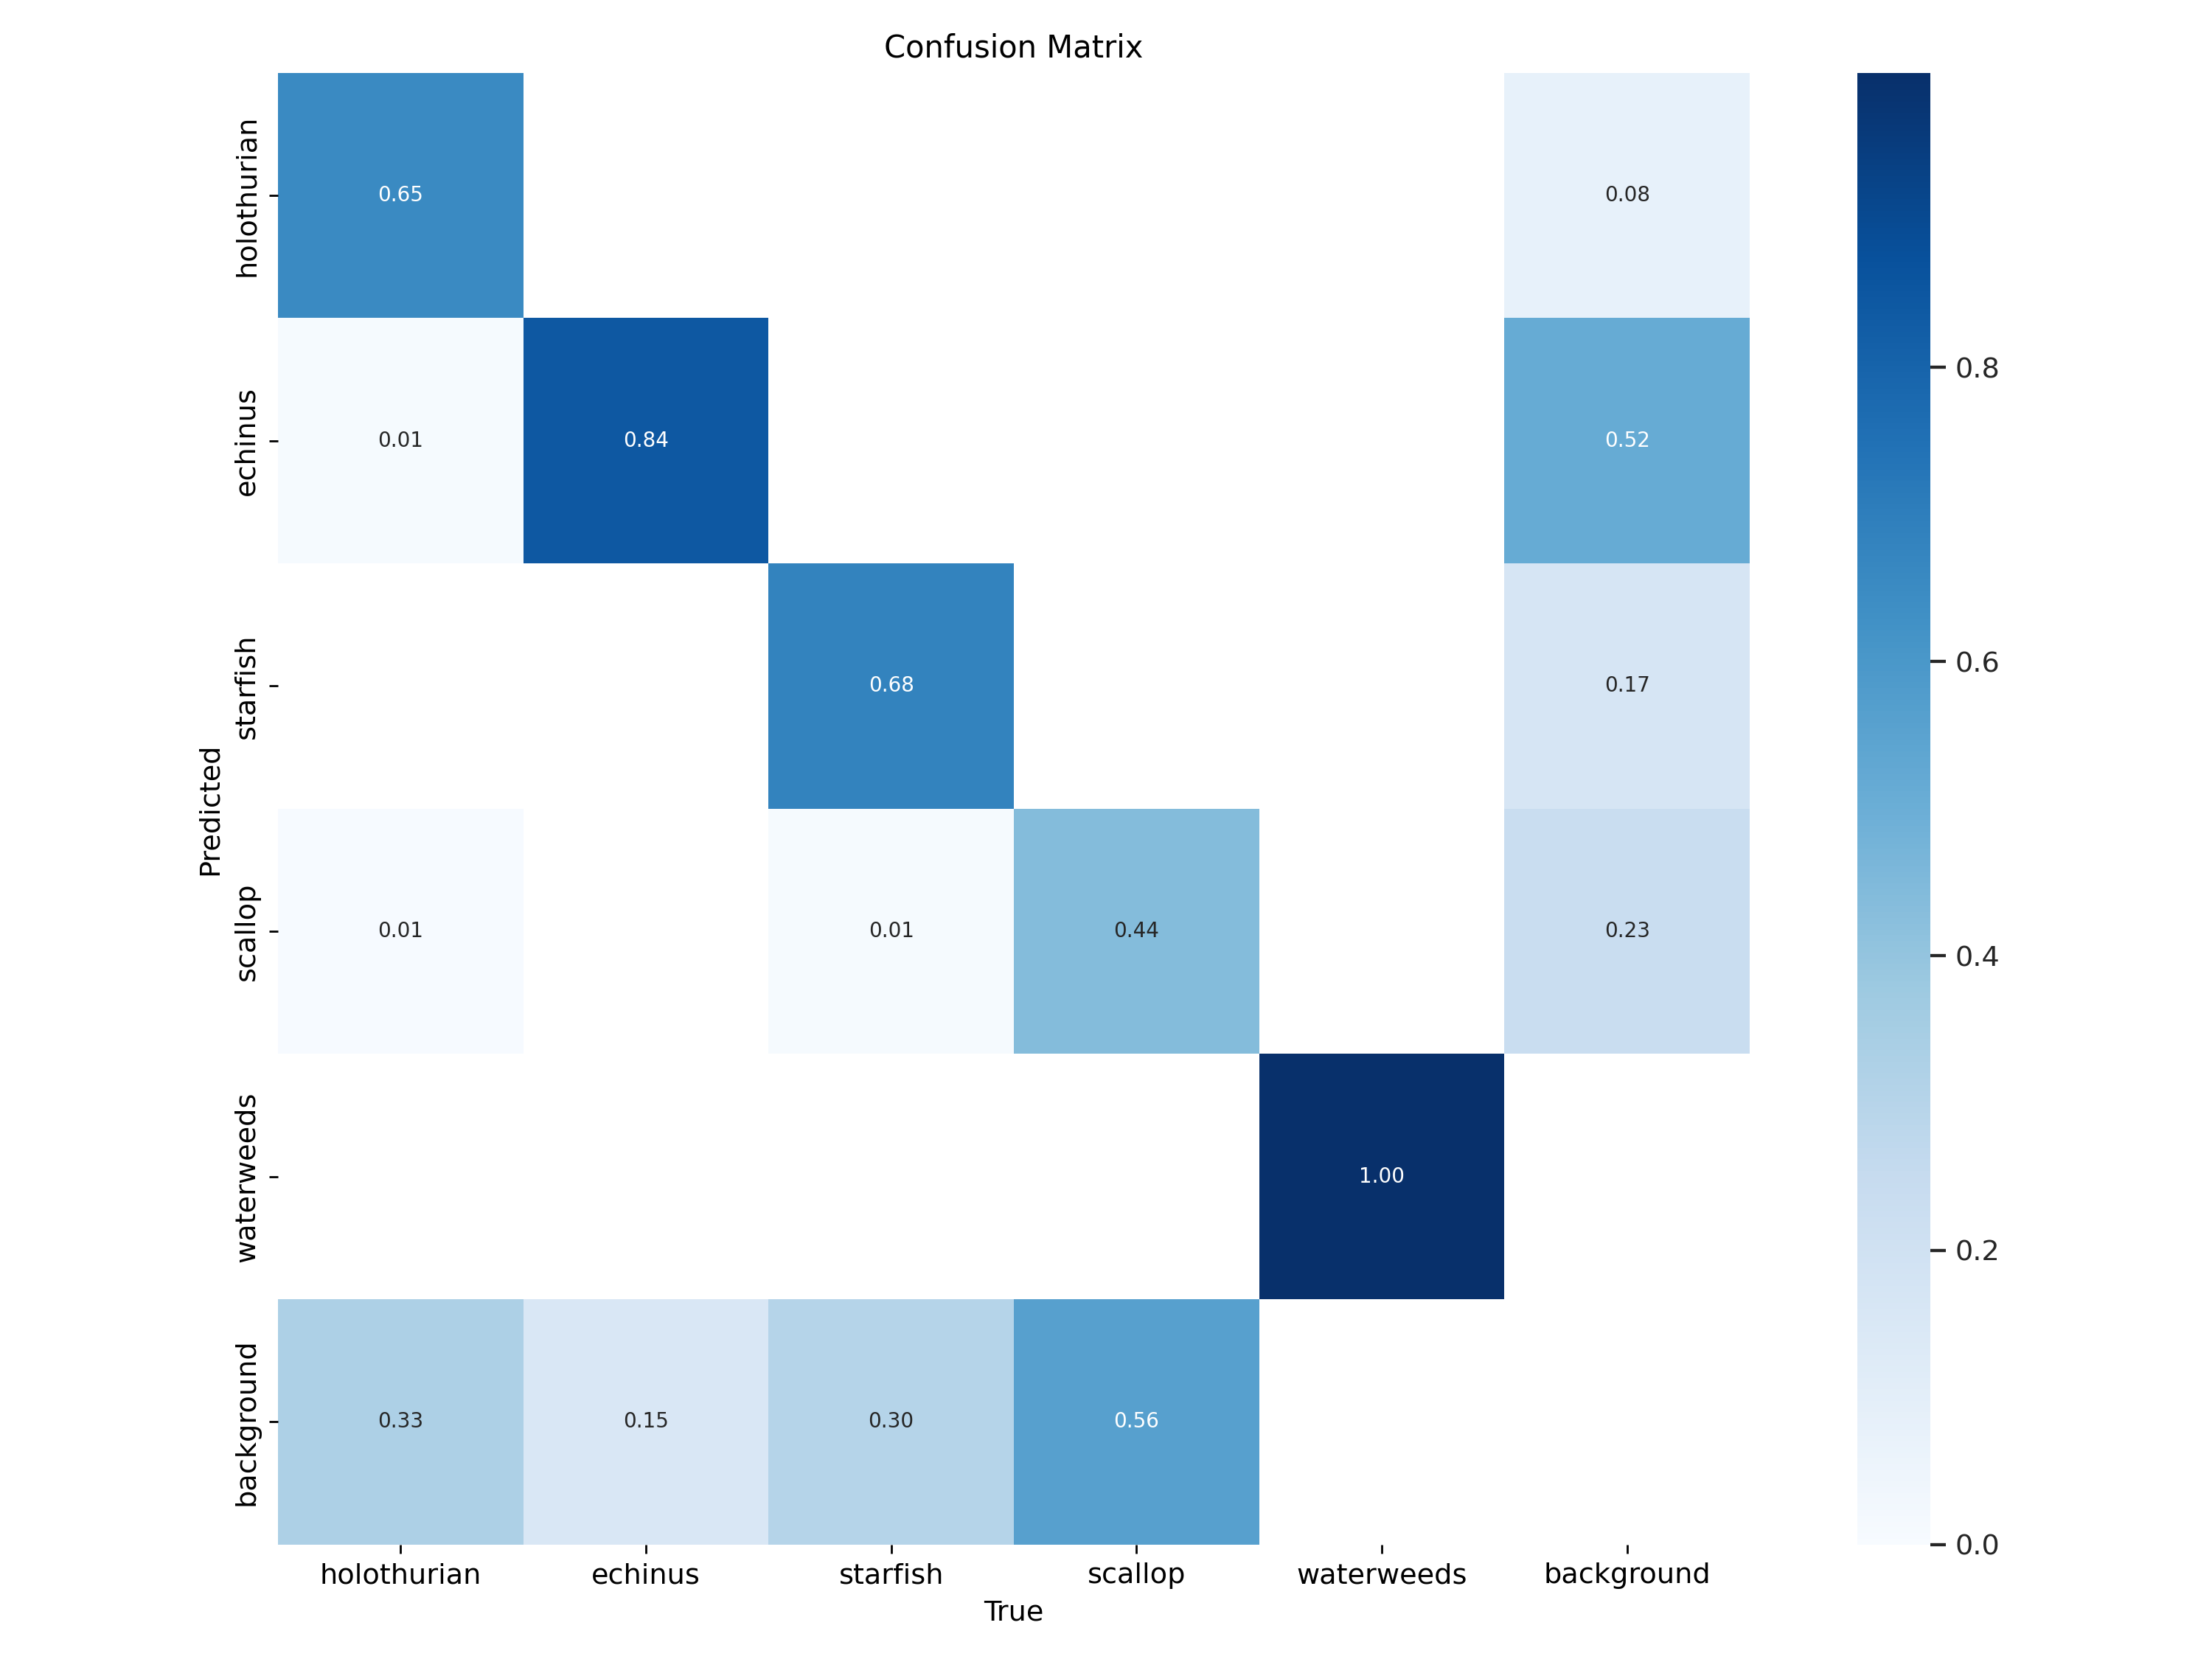 Confusion Matrix
holothurian
0.65
0.08
echinus
0.01
0.84
0.52
0.8
starfish
0.68
0.17
0.6
Predicted
scallop
0.01
0.01
0.44
0.23
0.4
waterweeds
1.00
0.2
background
0.33
0.15
0.30
0.56
0.0
holothurian echinus starfish scallop waterweeds background
True